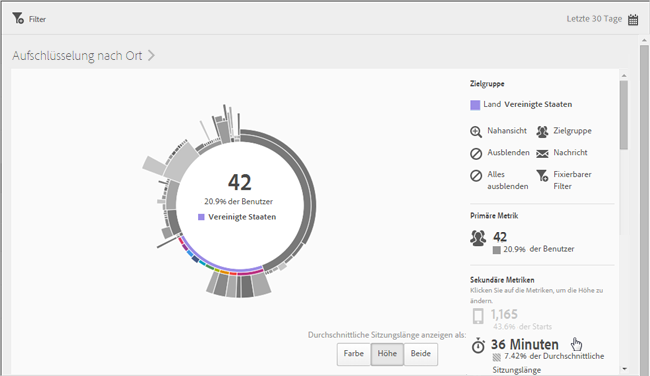 Filter
Letzte 30 Tage
Aufschlüsselung nach Ort
42
20.9% der Benutzer
Vereinigte Staaten
Durchschnittliche Sitzungslänge anzeigen als:
Farbe Höhe Beide
Zielgruppe
Land Vereinigte Staaten
Nahansicht Zielgruppe
Ausblenden Nachricht
Alles ausblenden
Fixierbarer Filter
Primäre Metrik
42
20.9% der Benutzer
Sekundäre Metriken
Klicken Sie auf die Metriken, um die Höhe zu
ändern.
1,165
43.6% der Starts
36 Minuten
7.42% der Durchschnittliche
Sitzungslänge